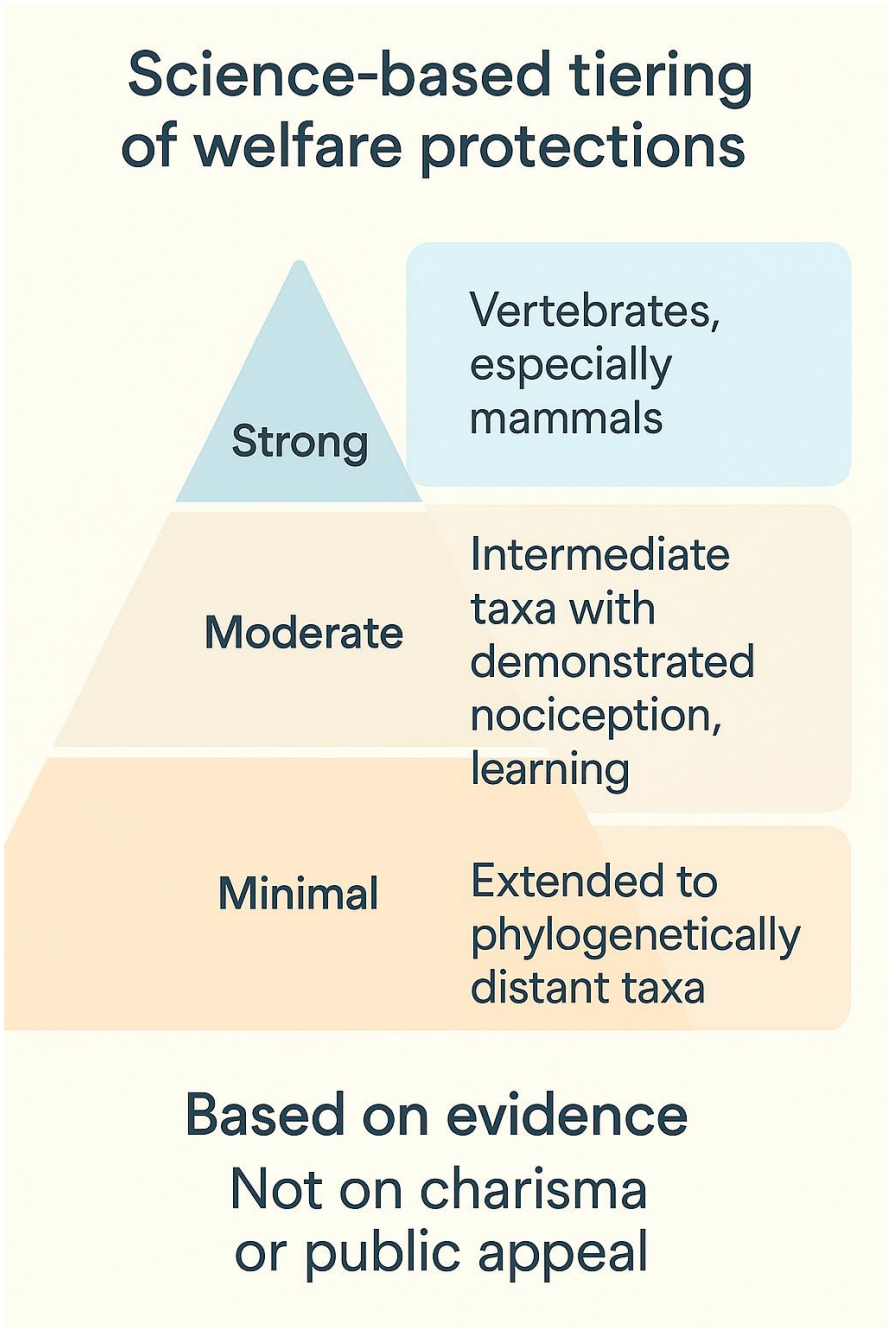 Science-based tiering
of welfare protections
Strong
Vertebrates,
especially
mammals
Moderate
Intermediate
taxa with
demonstrated
nociception,
learning
Minimal
Extended to
phylogenetically
distant taxa
Based on evidence
Not on charisma
or public appeal